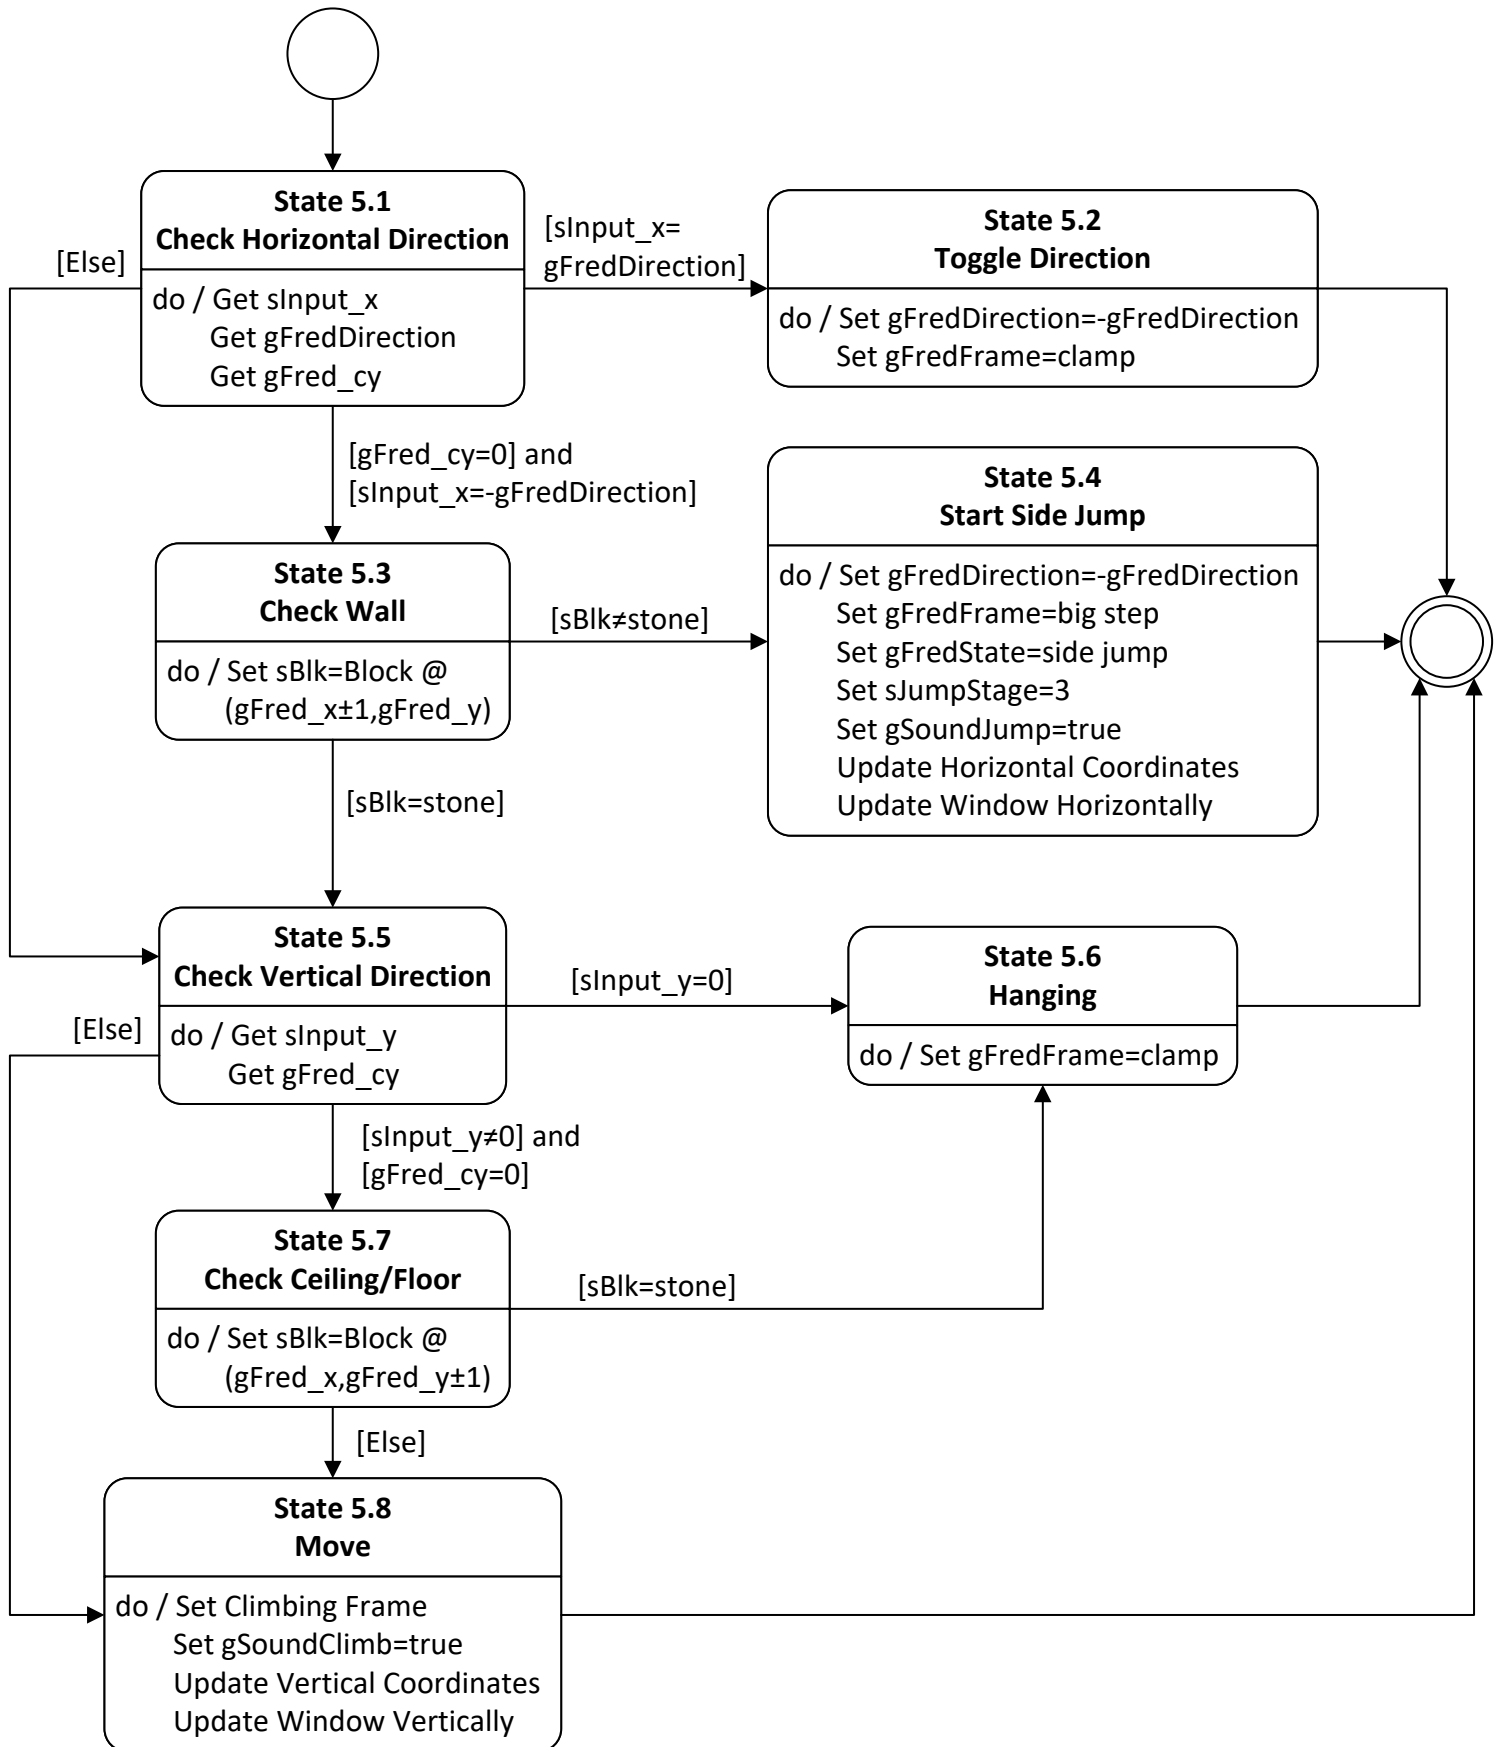 State 5.1
Check Horizontal Direction
do / Get sInput_x
Get gFredDirection
Get gFred_cy
[Else]
[sInput_x=
gFredDirection]
State 5.2
Toggle Direction
do / Set gFredDirection=-gFredDirection
Set gFredFrame=clamp
[gFred_cy=0] and
[sInput_x=-gFredDirection]
State 5.3
Check Wall
do / Set sBlk=Block @
(gFred_x±1,gFred_y)
[sBlk≠stone]
State 5.4
Start Side Jump
do / Set gFredDirection=-gFredDirection
Set gFredFrame=big step
Set gFredState=side jump
Set sJumpStage=3
Set gSoundJump=true
Update Horizontal Coordinates
Update Window Horizontally
[sBlk=stone]
State 5.5
Check Vertical Direction
do / Get sInput_y
Get gFred_cy
[Else]
[sInput_y=0]
State 5.6
Hanging
do / Set gFredFrame=clamp
[sInput_y≠0] and
[gFred_cy=0]
State 5.7
Check Ceiling/Floor
do / Set sBlk=Block @
(gFred_x,gFred_y±1)
[sBlk=stone]
[Else]
State 5.8
Move
do / Set Climbing Frame
Set gSoundClimb=true
Update Vertical Coordinates
Update Window Vertically